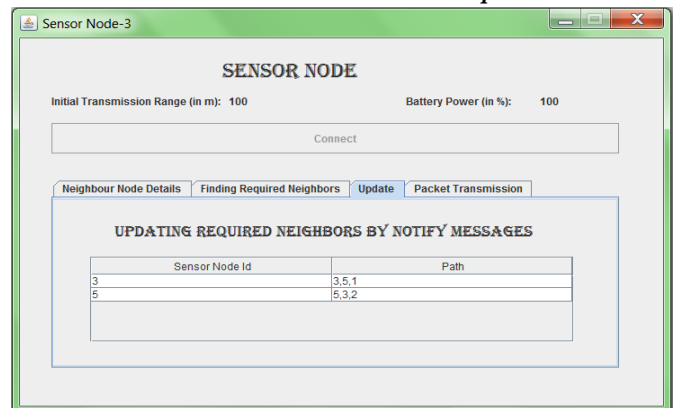 Sensor Node-3
SENSOR NODE
Initial Transmission Range (in m): 100 Battery Power (in %): 100
Connect
Neighbour Node Details Finding Required Neighbors Update Packet Transmission
UPDATING REQUIRED NEIGHBORS BY NOTIFY MESSAGES
Sensor Node Id Path
3 3,5,1
5 5,3,2